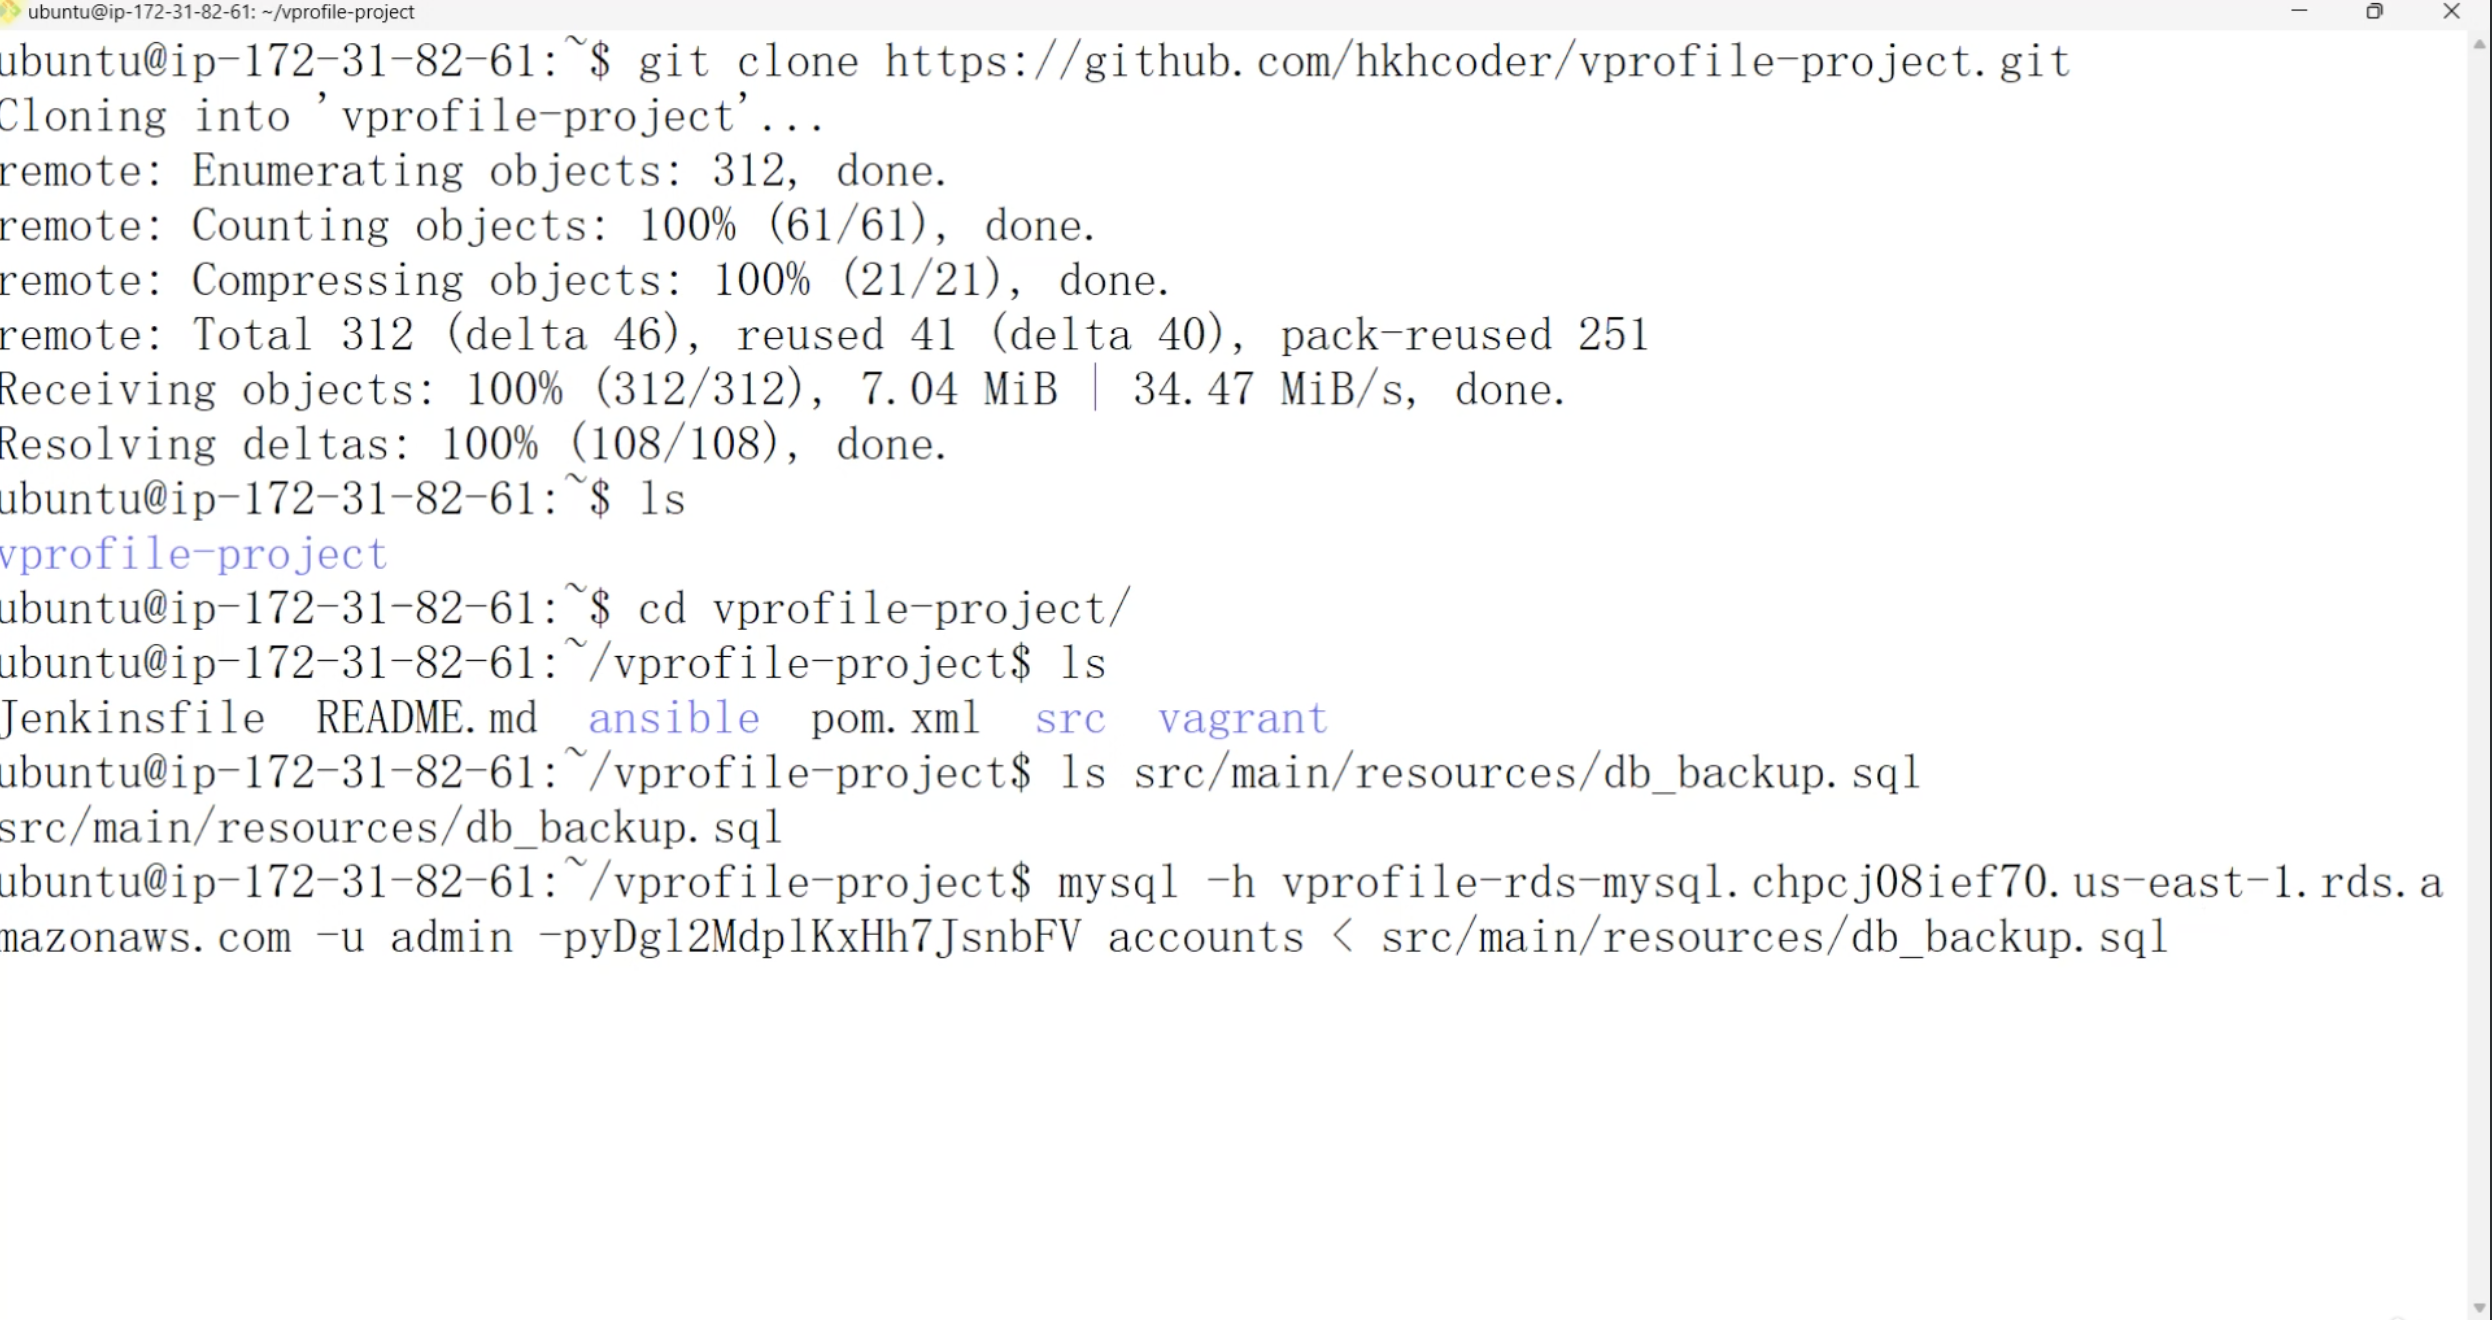 ubuntu@ip-172-31-82-61: ~/vprofile-project
ubuntu@ip-172-31-82-61:~$ git clone https://github.com/hkhcoder/vprofile-project.git
Cloning into 'vprofile-project'...
remote: Enumerating objects: 312, done.
remote: Counting objects: 100% (61/61), done.
remote: Compressing objects: 100% (21/21), done.
remote: Total 312 (delta 46), reused 41 (delta 40), pack-reused 251
Receiving objects: 100% (312/312), 7.04 MiB | 34.47 MiB/s, done.
Resolving deltas: 100% (108/108), done.
ubuntu@ip-172-31-82-61:~$ ls
vprofile-project
ubuntu@ip-172-31-82-61:~$ cd vprofile-project/
ubuntu@ip-172-31-82-61:~/vprofile-project$ ls
Jenkinsfile  README.md  ansible  pom.xml  src  vagrant
ubuntu@ip-172-31-82-61:~/vprofile-project$ ls src/main/resources/db_backup.sql
src/main/resources/db_backup.sql
ubuntu@ip-172-31-82-61:~/vprofile-project$ mysql -h vprofile-rds-mysql.chpcj08ief70.us-east-1.rds.a
mazonaws.com -u admin -pyDgl2MdplKxHh7JsnbFV accounts < src/main/resources/db_backup.sql